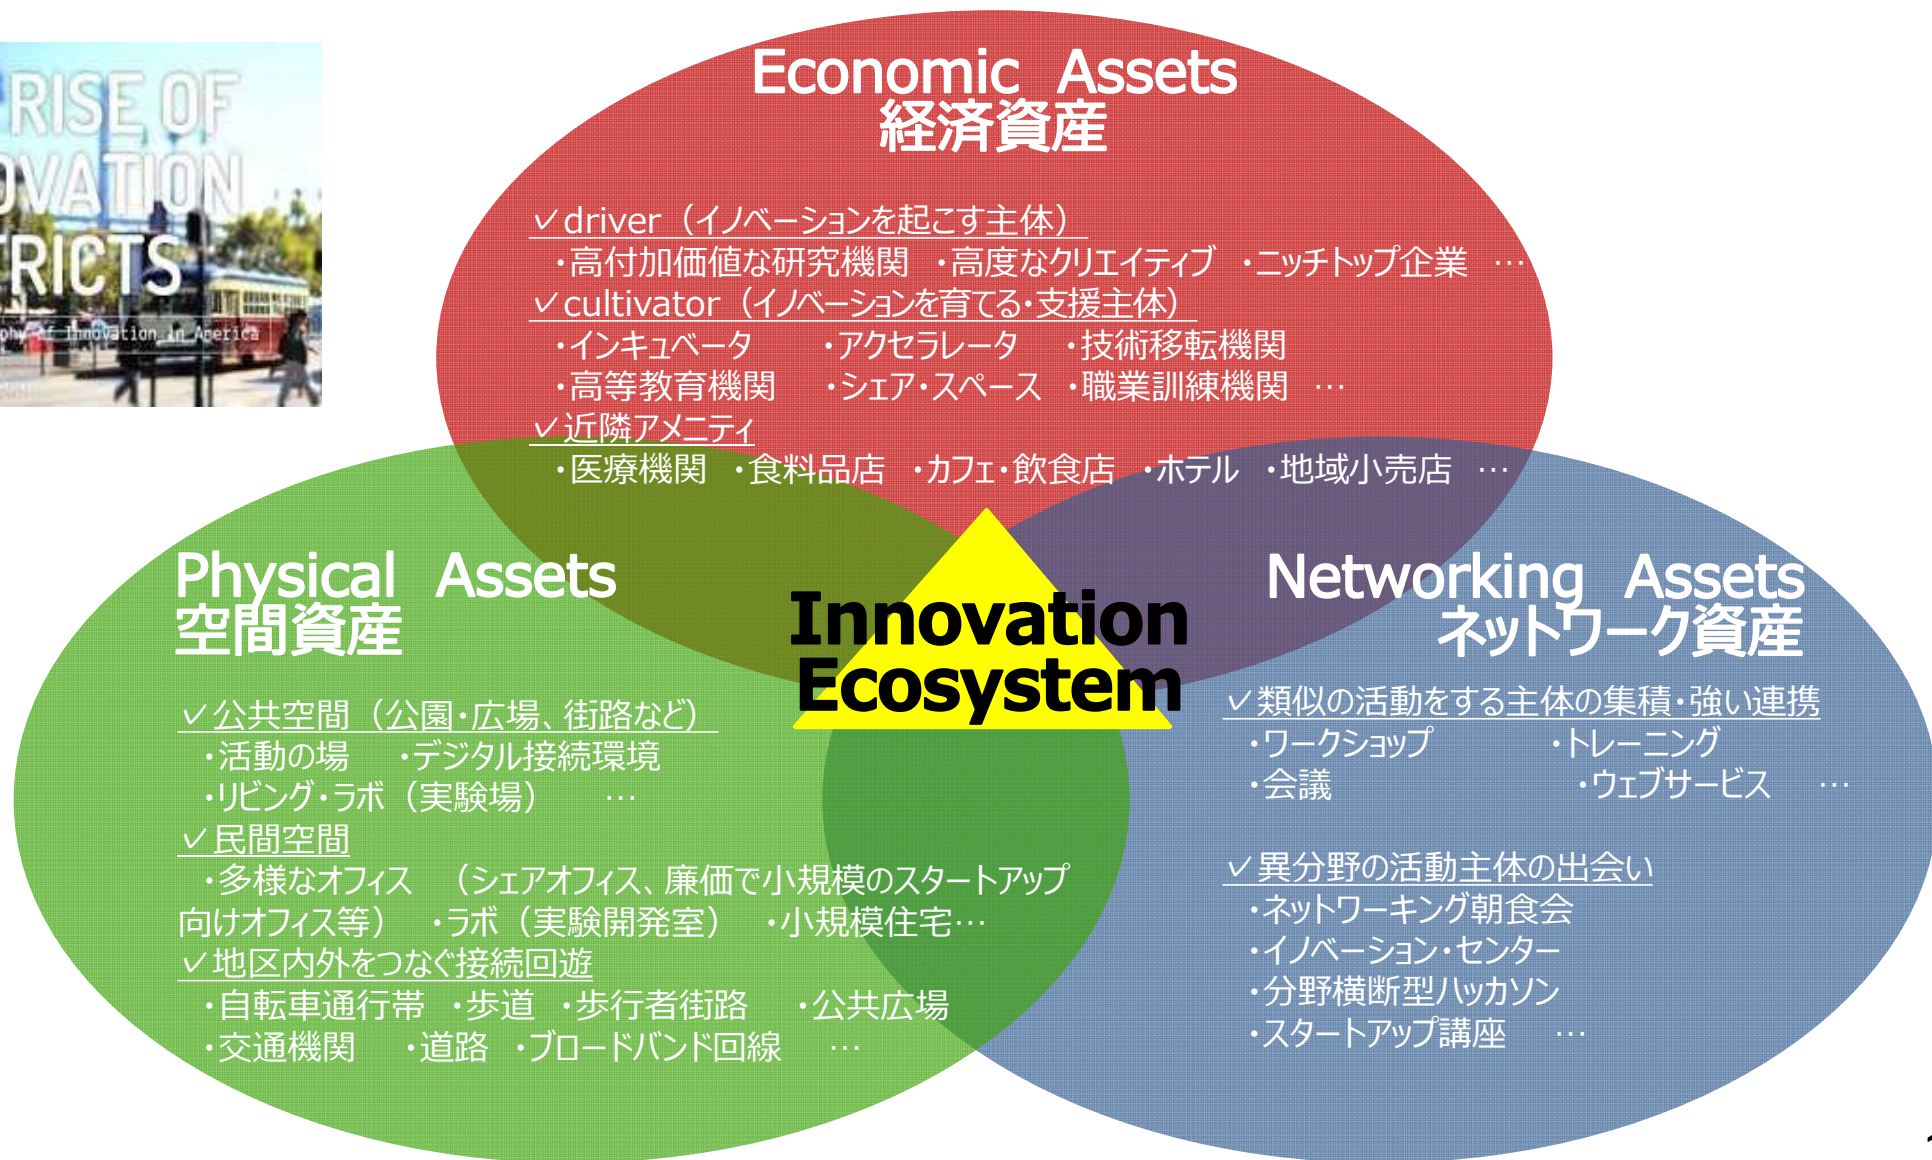 RISE OF
OVATION
TRICTS
phy of Innovation in America
Economic Assets
経済資産
✓driver（イノベーションを起こす主体）
・高付加価値な研究機関 ・高度なクリエイティブ ・ニッチトップ企業 …
✓cultivator（イノベーションを育てる・支援主体）
・インキュベータ ・アクセラレータ ・技術移転機関
・高等教育機関 ・シェア・スペース ・職業訓練機関 …
✓近隣アメニティ
・医療機関 ・食料品店 ・カフェ・飲食店 ・ホテル ・地域小売店 …
Physical Assets
空間資産
✓公共空間（公園・広場、街路など）
・活動の場 ・デジタル接続環境
・リビング・ラボ（実験場） …
✓民間空間
・多様なオフィス （シェアオフィス、廉価で小規模のスタートアップ
向けオフィス等） ・ラボ（実験開発室） ・小規模住宅…
✓地区内外をつなぐ接続回遊
・自転車通行帯 ・歩道 ・歩行者街路 ・公共広場
・交通機関 ・道路 ・ブロードバンド回線 …
Innovation
Ecosystem
Networking Assets
ネットワーク資産
✓類似の活動をする主体の集積・強い連携
・ワークショップ ・トレーニング
・会議 ・ウェブサービス …
✓異分野の活動主体の出会い
・ネットワーキング朝食会
・イノベーション・センター
・分野横断型ハッカソン
・スタートアップ講座 …